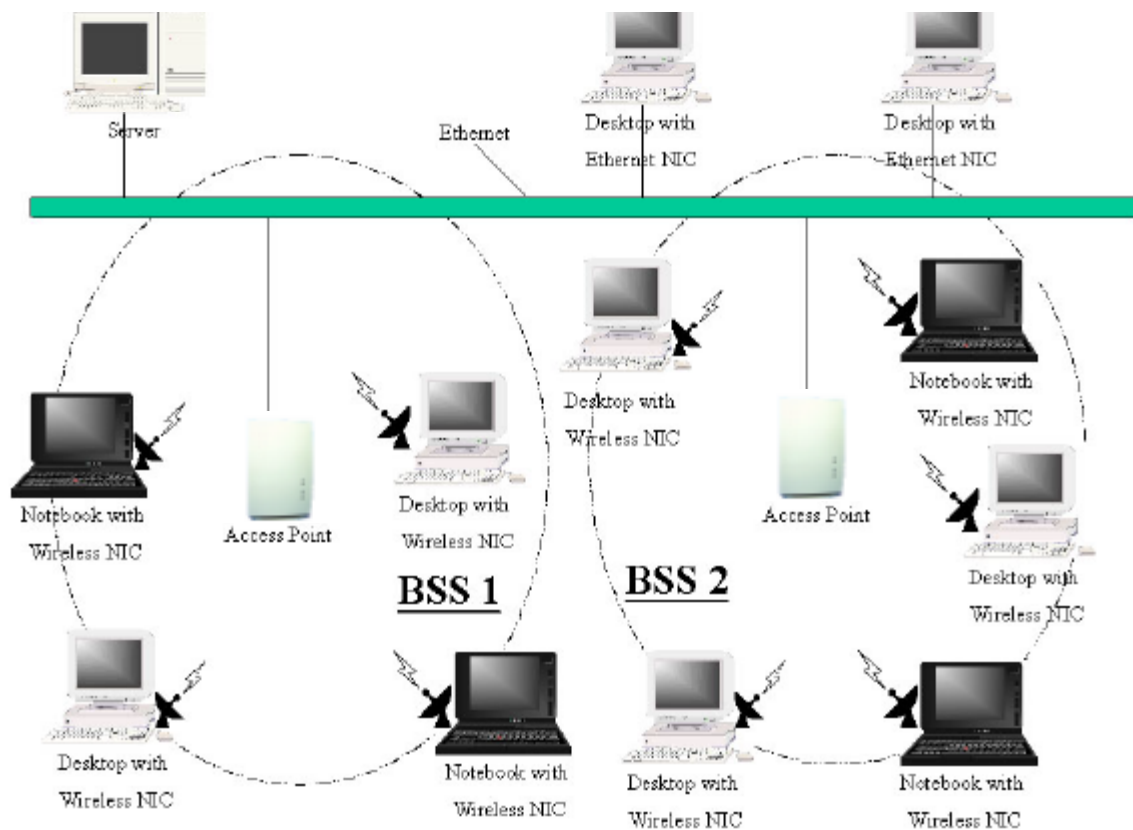 Server
Ethernet
Desktop with
Ethernet NIC
Desktop with
Ethernet NIC
Desktop with
Wireless NIC
Notebook with
Wireless NIC
Notebook with
Wireless NIC
Access Point
Desktop with
Wireless NIC
Access Point
Desktop with
Wireless NIC
BSS 1
BSS 2
Desktop with
Wireless NIC
Notebook with
Wireless NIC
Desktop with
Wireless NIC
Notebook with
Wireless NIC